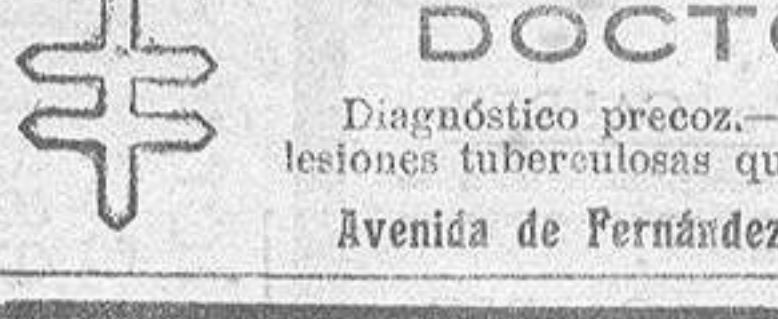 DOCT
Diagnóstico precoz.—
lesiones tuberculosas qu
Avenida de Fernández